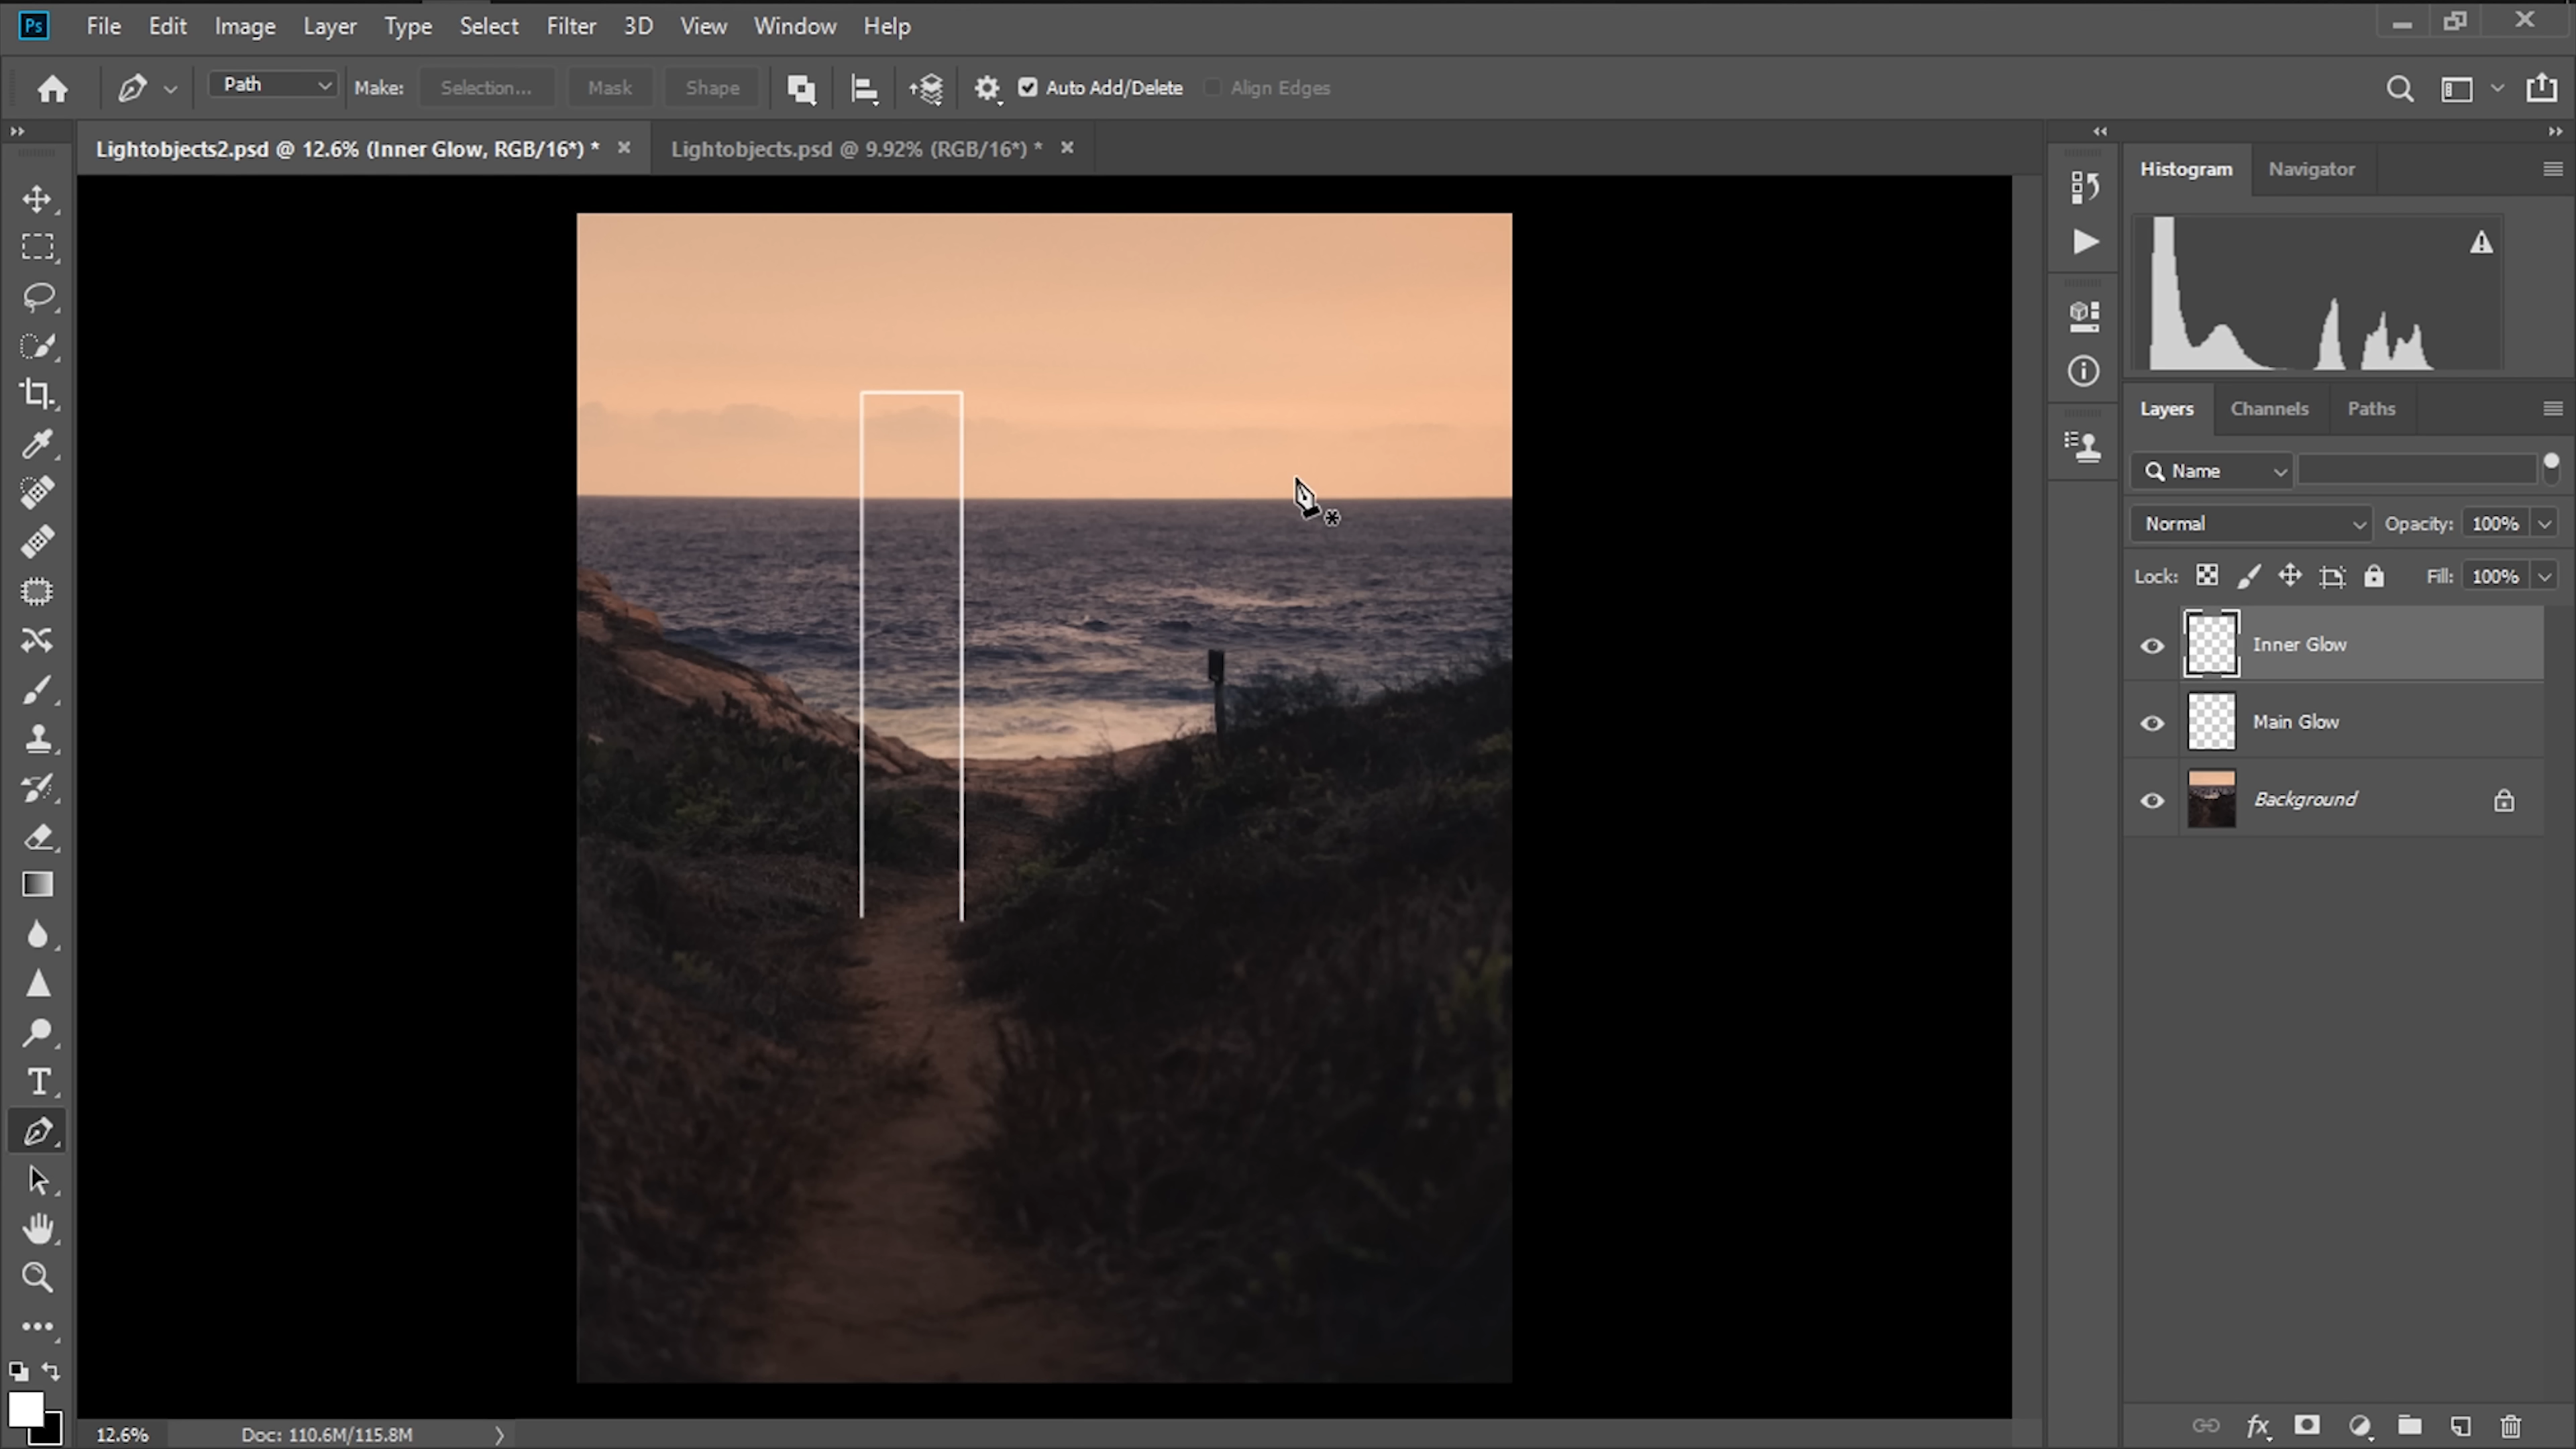 Ps File Edit Image Layer Type Select Filter 3D View Window Help
Path Make: Selection... Mask Shape Auto Add/Delete Align Edges
Lightobjects2.psd @ 12.6% (Inner Glow, RGB/16*) * Lightobjects.psd @ 9.92% (RGB/16*) *
Histogram Navigator
Layers Channels Paths
Name
Normal Opacity: 100%
Lock: Fill: 100%
Inner Glow
Main Glow
Background
12.6% Doc: 110.6M/115.8M
fx